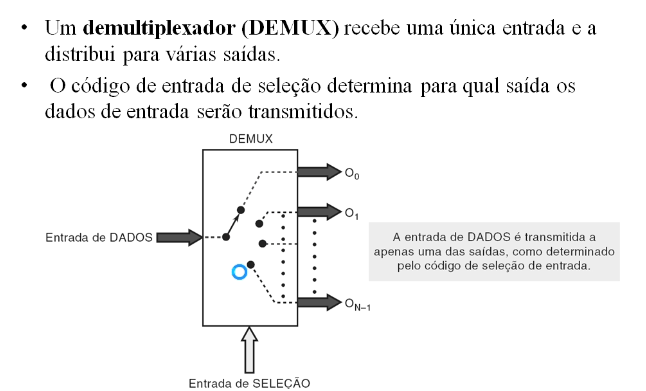 • Um demultiplexador (DEMUX) recebe uma única entrada e a
distribui para várias saídas.
• O código de entrada de seleção determina para qual saída os
dados de entrada serão transmitidos.
DEMUX
O0
O1
Entrada de DADOS
A entrada de DADOS é transmitida a
apenas uma das saídas, como determinado
pelo código de seleção de entrada.
ON–1
Entrada de SELEÇÃO